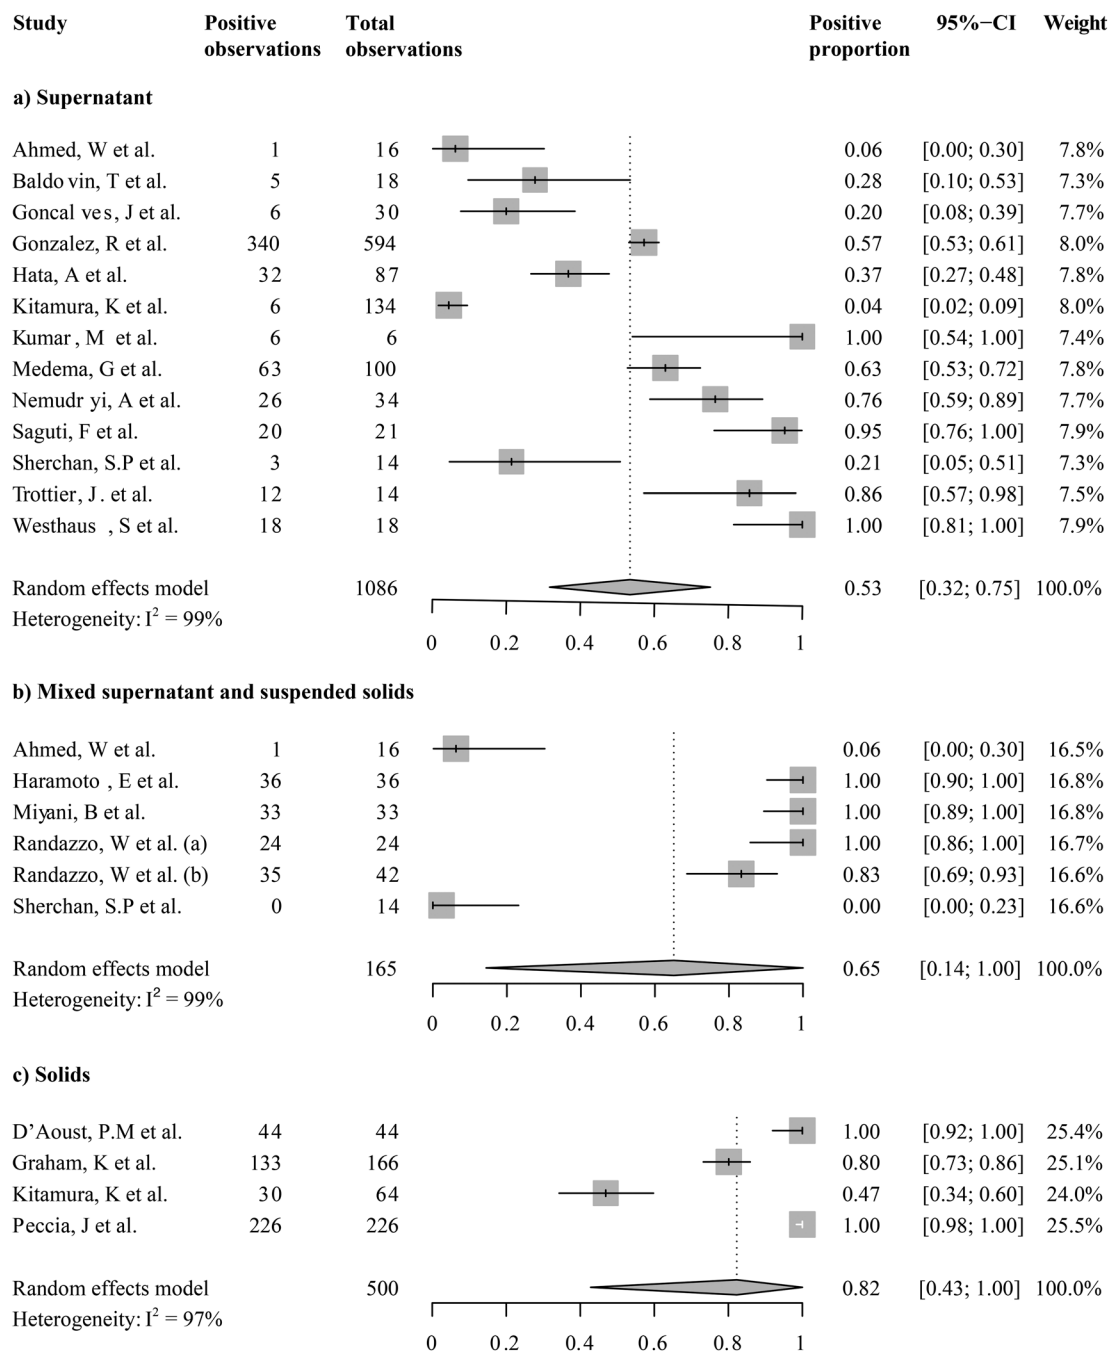 Study Positive observations Total observations Positive proportion 95%−CI Weight
a) Supernatant
Ahmed, W et al. 1 16 0.06 [0.00; 0.30] 7.8%
Baldo vin, T et al. 5 18 0.28 [0.10; 0.53] 7.3%
Goncal ves, J et al. 6 30 0.20 [0.08; 0.39] 7.7%
Gonzalez, R et al. 340 594 0.57 [0.53; 0.61] 8.0%
Hata, A et al. 32 87 0.37 [0.27; 0.48] 7.8%
Kitamura, K et al. 6 134 0.04 [0.02; 0.09] 8.0%
Kumar , M et al. 6 6 1.00 [0.54; 1.00] 7.4%
Medema, G et al. 63 100 0.63 [0.53; 0.72] 7.8%
Nemudr yi, A et al. 26 34 0.76 [0.59; 0.89] 7.7%
Saguti, F et al. 20 21 0.95 [0.76; 1.00] 7.9%
Sherchan, S.P et al. 3 14 0.21 [0.05; 0.51] 7.3%
Trottier, J. et al. 12 14 0.86 [0.57; 0.98] 7.5%
Westhaus , S et al. 18 18 1.00 [0.81; 1.00] 7.9%
Random effects model 1086 0.53 [0.32; 0.75] 100.0%
Heterogeneity: I² = 99%
0 0.2 0.4 0.6 0.8 1
b) Mixed supernatant and suspended solids
Ahmed, W et al. 1 16 0.06 [0.00; 0.30] 16.5%
Haramoto , E et al. 36 36 1.00 [0.90; 1.00] 16.8%
Miyani, B et al. 33 33 1.00 [0.89; 1.00] 16.8%
Randazzo, W et al. (a) 24 24 1.00 [0.86; 1.00] 16.7%
Randazzo, W et al. (b) 35 42 0.83 [0.69; 0.93] 16.6%
Sherchan, S.P et al. 0 14 0.00 [0.00; 0.23] 16.6%
Random effects model 165 0.65 [0.14; 1.00] 100.0%
Heterogeneity: I² = 99%
0 0.2 0.4 0.6 0.8 1
c) Solids
D’Aoust, P.M et al. 44 44 1.00 [0.92; 1.00] 25.4%
Graham, K et al. 133 166 0.80 [0.73; 0.86] 25.1%
Kitamura, K et al. 30 64 0.47 [0.34; 0.60] 24.0%
Peccia, J et al. 226 226 1.00 [0.98; 1.00] 25.5%
Random effects model 500 0.82 [0.43; 1.00] 100.0%
Heterogeneity: I² = 97%
0 0.2 0.4 0.6 0.8 1